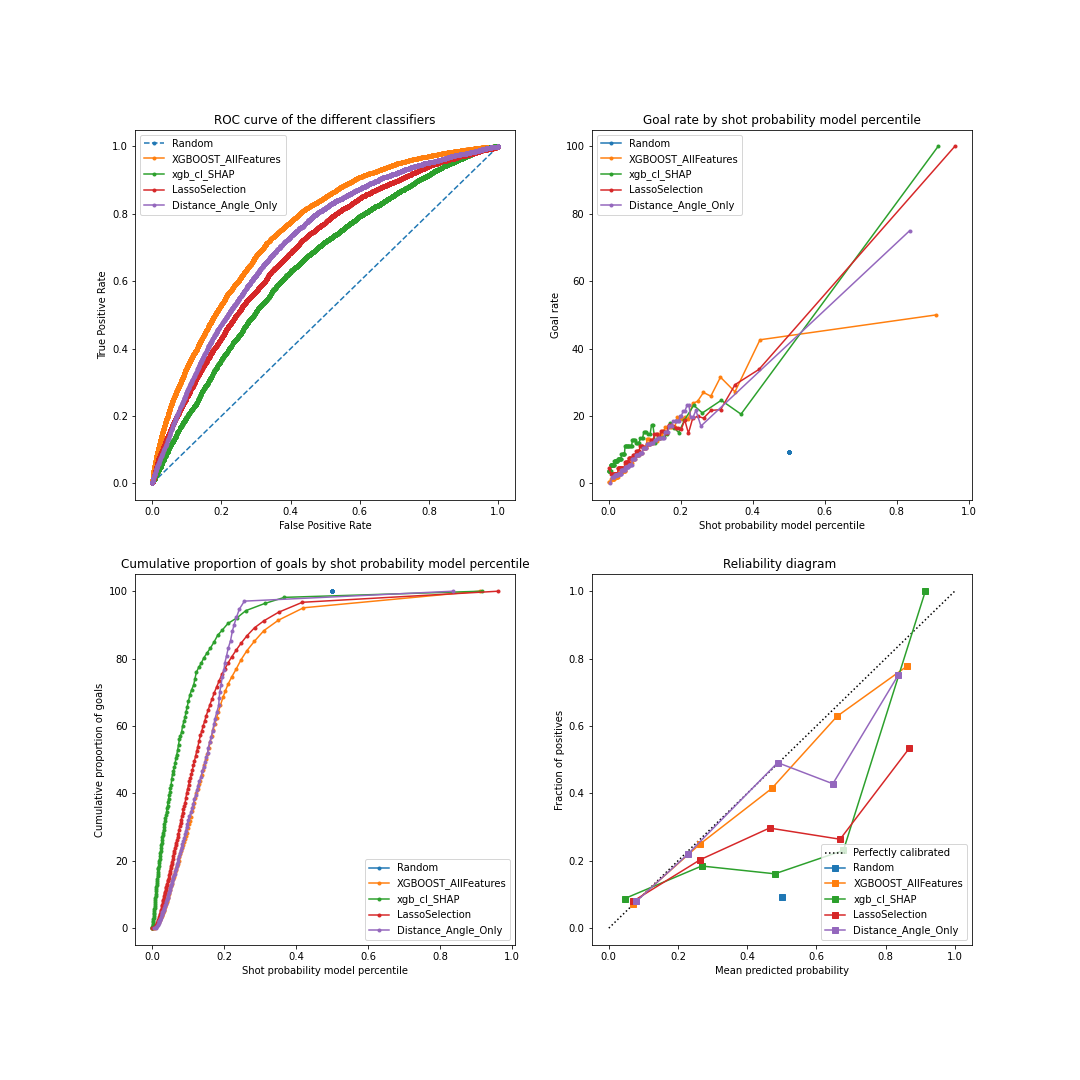 ROC curve of the different classifiers
Random
XGBOOST_AllFeatures
xgb_cl_SHAP
LassoSelection
Distance_Angle_Only
True Positive Rate
1.0
0.8
0.6
0.4
0.2
0.0
0.0 0.2 0.4 0.6 0.8 1.0
False Positive Rate
Goal rate by shot probability model percentile
Random
XGBOOST_AllFeatures
xgb_cl_SHAP
LassoSelection
Distance_Angle_Only
Goal rate
100
80
60
40
20
0
0.0 0.2 0.4 0.6 0.8 1.0
Shot probability model percentile
Cumulative proportion of goals by shot probability model percentile
Cumulative proportion of goals
100
80
60
40
20
0
Random
XGBOOST_AllFeatures
xgb_cl_SHAP
LassoSelection
Distance_Angle_Only
0.0 0.2 0.4 0.6 0.8 1.0
Shot probability model percentile
Reliability diagram
Fraction of positives
1.0
0.8
0.6
0.4
0.2
0.0
Perfectly calibrated
Random
XGBOOST_AllFeatures
xgb_cl_SHAP
LassoSelection
Distance_Angle_Only
0.0 0.2 0.4 0.6 0.8 1.0
Mean predicted probability